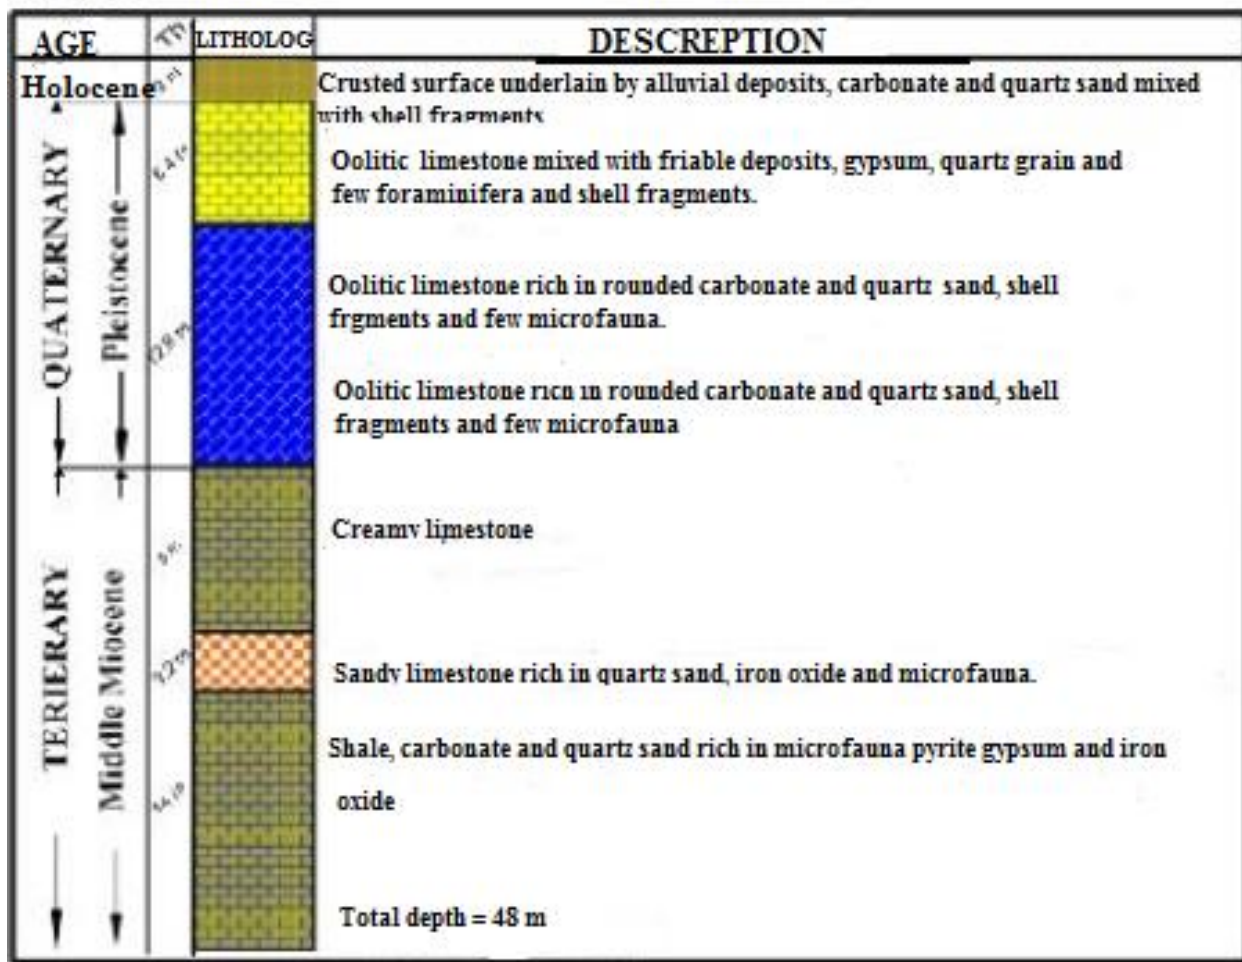 AGE
Th
LITHOLOG
DESCREPTION
Holocene
Crusted surface underlain by alluvial deposits, carbonate and quartz sand mixed
with shell fragments
QUATERNARY
Pleistocene
Oolitic limestone mixed with friable deposits, gypsum, quartz grain and
few foraminifera and shell fragments.
Oolitic limestone rich in rounded carbonate and quartz sand, shell
frgments and few microfauna.
Oolitic limestone rich in rounded carbonate and quartz sand, shell
fragments and few microfauna
TERIERARY
Middle Miocene
Creamy limestone
Sandy limestone rich in quartz sand, iron oxide and microfauna.
Shale, carbonate and quartz sand rich in microfauna pyrite gypsum and iron
oxide
Total depth = 48 m